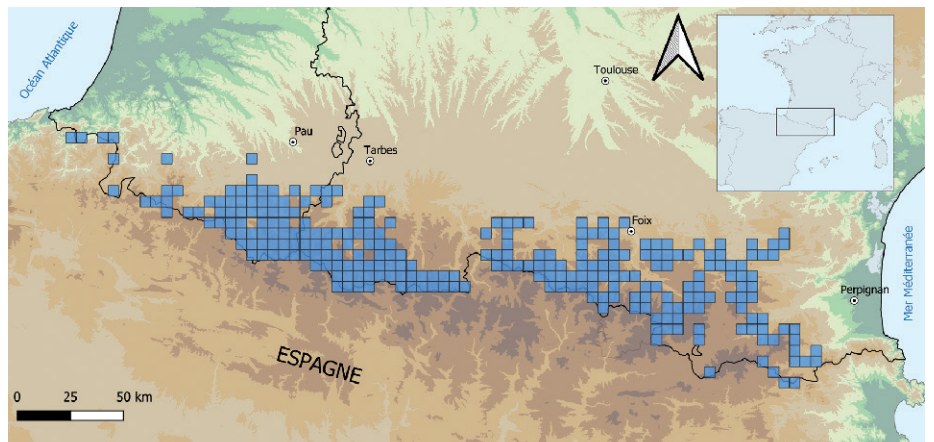 Océan Atlantique
Toulouse
Pau
Tarbes
Foix
Perpignan
Mer Méditerranée
ESPAGNE
0 25 50 km